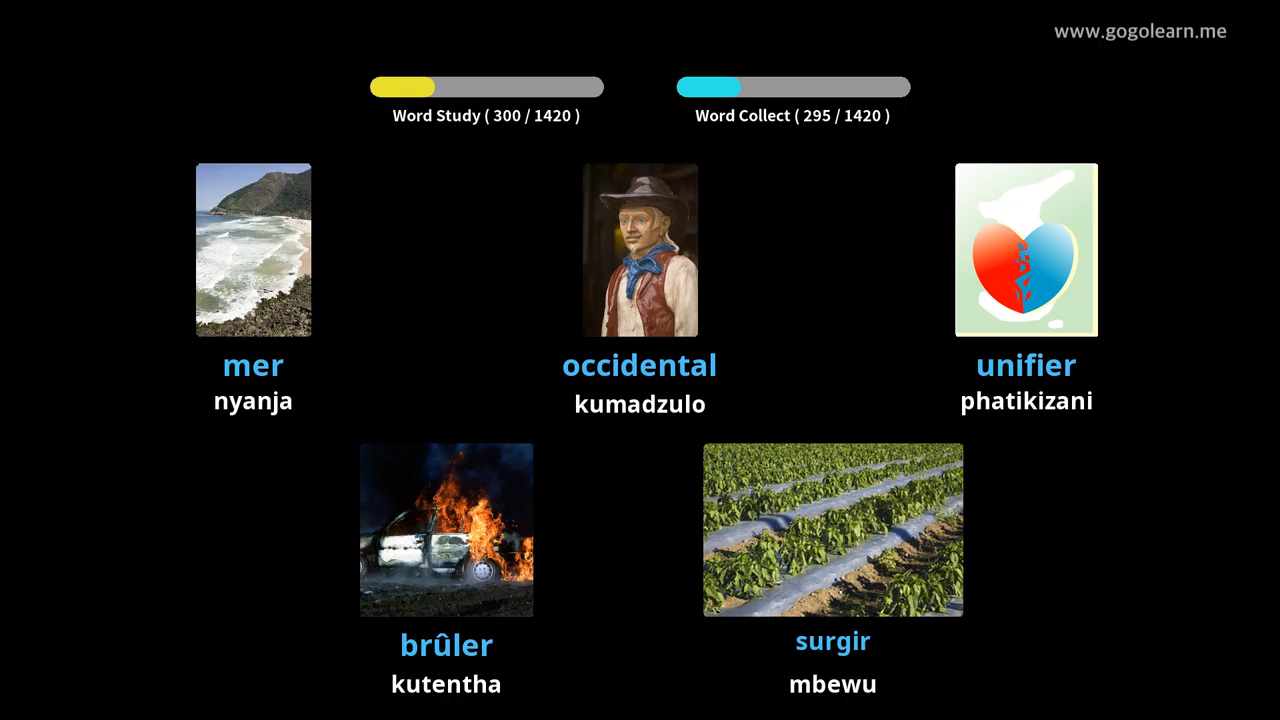 www.gogolearn.me
Word Study ( 300 / 1420 )
Word Collect ( 295 / 1420 )
mer
nyanja
occidental
kumadzulo
unifier
phatikizani
brûler
kutentha
surgir
mbewu